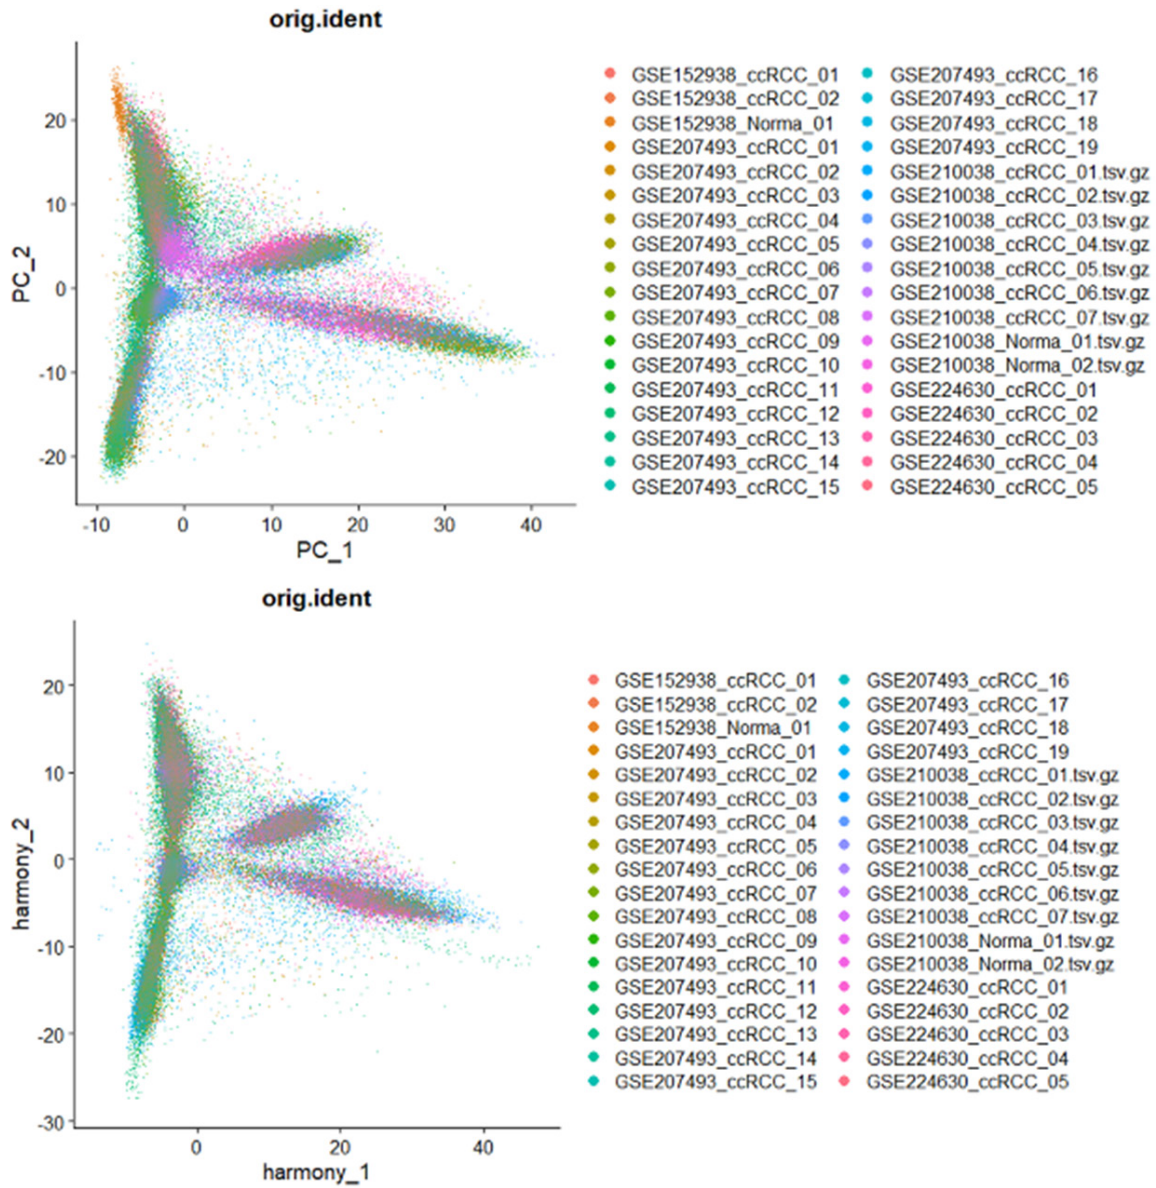 orig.ident
20
10
0
-10
-20
PC_2
-10 0 10 20 30 40
PC_1
GSE152938_ccRCC_01 GSE207493_ccRCC_16
GSE152938_ccRCC_02 GSE207493_ccRCC_17
GSE152938_Norma_01 GSE207493_ccRCC_18
GSE207493_ccRCC_01 GSE207493_ccRCC_19
GSE207493_ccRCC_02 GSE210038_ccRCC_01.tsv.gz
GSE207493_ccRCC_03 GSE210038_ccRCC_02.tsv.gz
GSE207493_ccRCC_04 GSE210038_ccRCC_03.tsv.gz
GSE207493_ccRCC_05 GSE210038_ccRCC_04.tsv.gz
GSE207493_ccRCC_06 GSE210038_ccRCC_05.tsv.gz
GSE207493_ccRCC_07 GSE210038_ccRCC_06.tsv.gz
GSE207493_ccRCC_08 GSE210038_ccRCC_07.tsv.gz
GSE207493_ccRCC_09 GSE210038_Norma_01.tsv.gz
GSE207493_ccRCC_10 GSE210038_Norma_02.tsv.gz
GSE207493_ccRCC_11 GSE224630_ccRCC_01
GSE207493_ccRCC_12 GSE224630_ccRCC_02
GSE207493_ccRCC_13 GSE224630_ccRCC_03
GSE207493_ccRCC_14 GSE224630_ccRCC_04
GSE207493_ccRCC_15 GSE224630_ccRCC_05
orig.ident
20
10
0
-10
-20
-30
harmony_2
0 20 40
harmony_1
GSE152938_ccRCC_01 GSE207493_ccRCC_16
GSE152938_ccRCC_02 GSE207493_ccRCC_17
GSE152938_Norma_01 GSE207493_ccRCC_18
GSE207493_ccRCC_01 GSE207493_ccRCC_19
GSE207493_ccRCC_02 GSE210038_ccRCC_01.tsv.gz
GSE207493_ccRCC_03 GSE210038_ccRCC_02.tsv.gz
GSE207493_ccRCC_04 GSE210038_ccRCC_03.tsv.gz
GSE207493_ccRCC_05 GSE210038_ccRCC_04.tsv.gz
GSE207493_ccRCC_06 GSE210038_ccRCC_05.tsv.gz
GSE207493_ccRCC_07 GSE210038_ccRCC_06.tsv.gz
GSE207493_ccRCC_08 GSE210038_ccRCC_07.tsv.gz
GSE207493_ccRCC_09 GSE210038_Norma_01.tsv.gz
GSE207493_ccRCC_10 GSE210038_Norma_02.tsv.gz
GSE207493_ccRCC_11 GSE224630_ccRCC_01
GSE207493_ccRCC_12 GSE224630_ccRCC_02
GSE207493_ccRCC_13 GSE224630_ccRCC_03
GSE207493_ccRCC_14 GSE224630_ccRCC_04
GSE207493_ccRCC_15 GSE224630_ccRCC_05